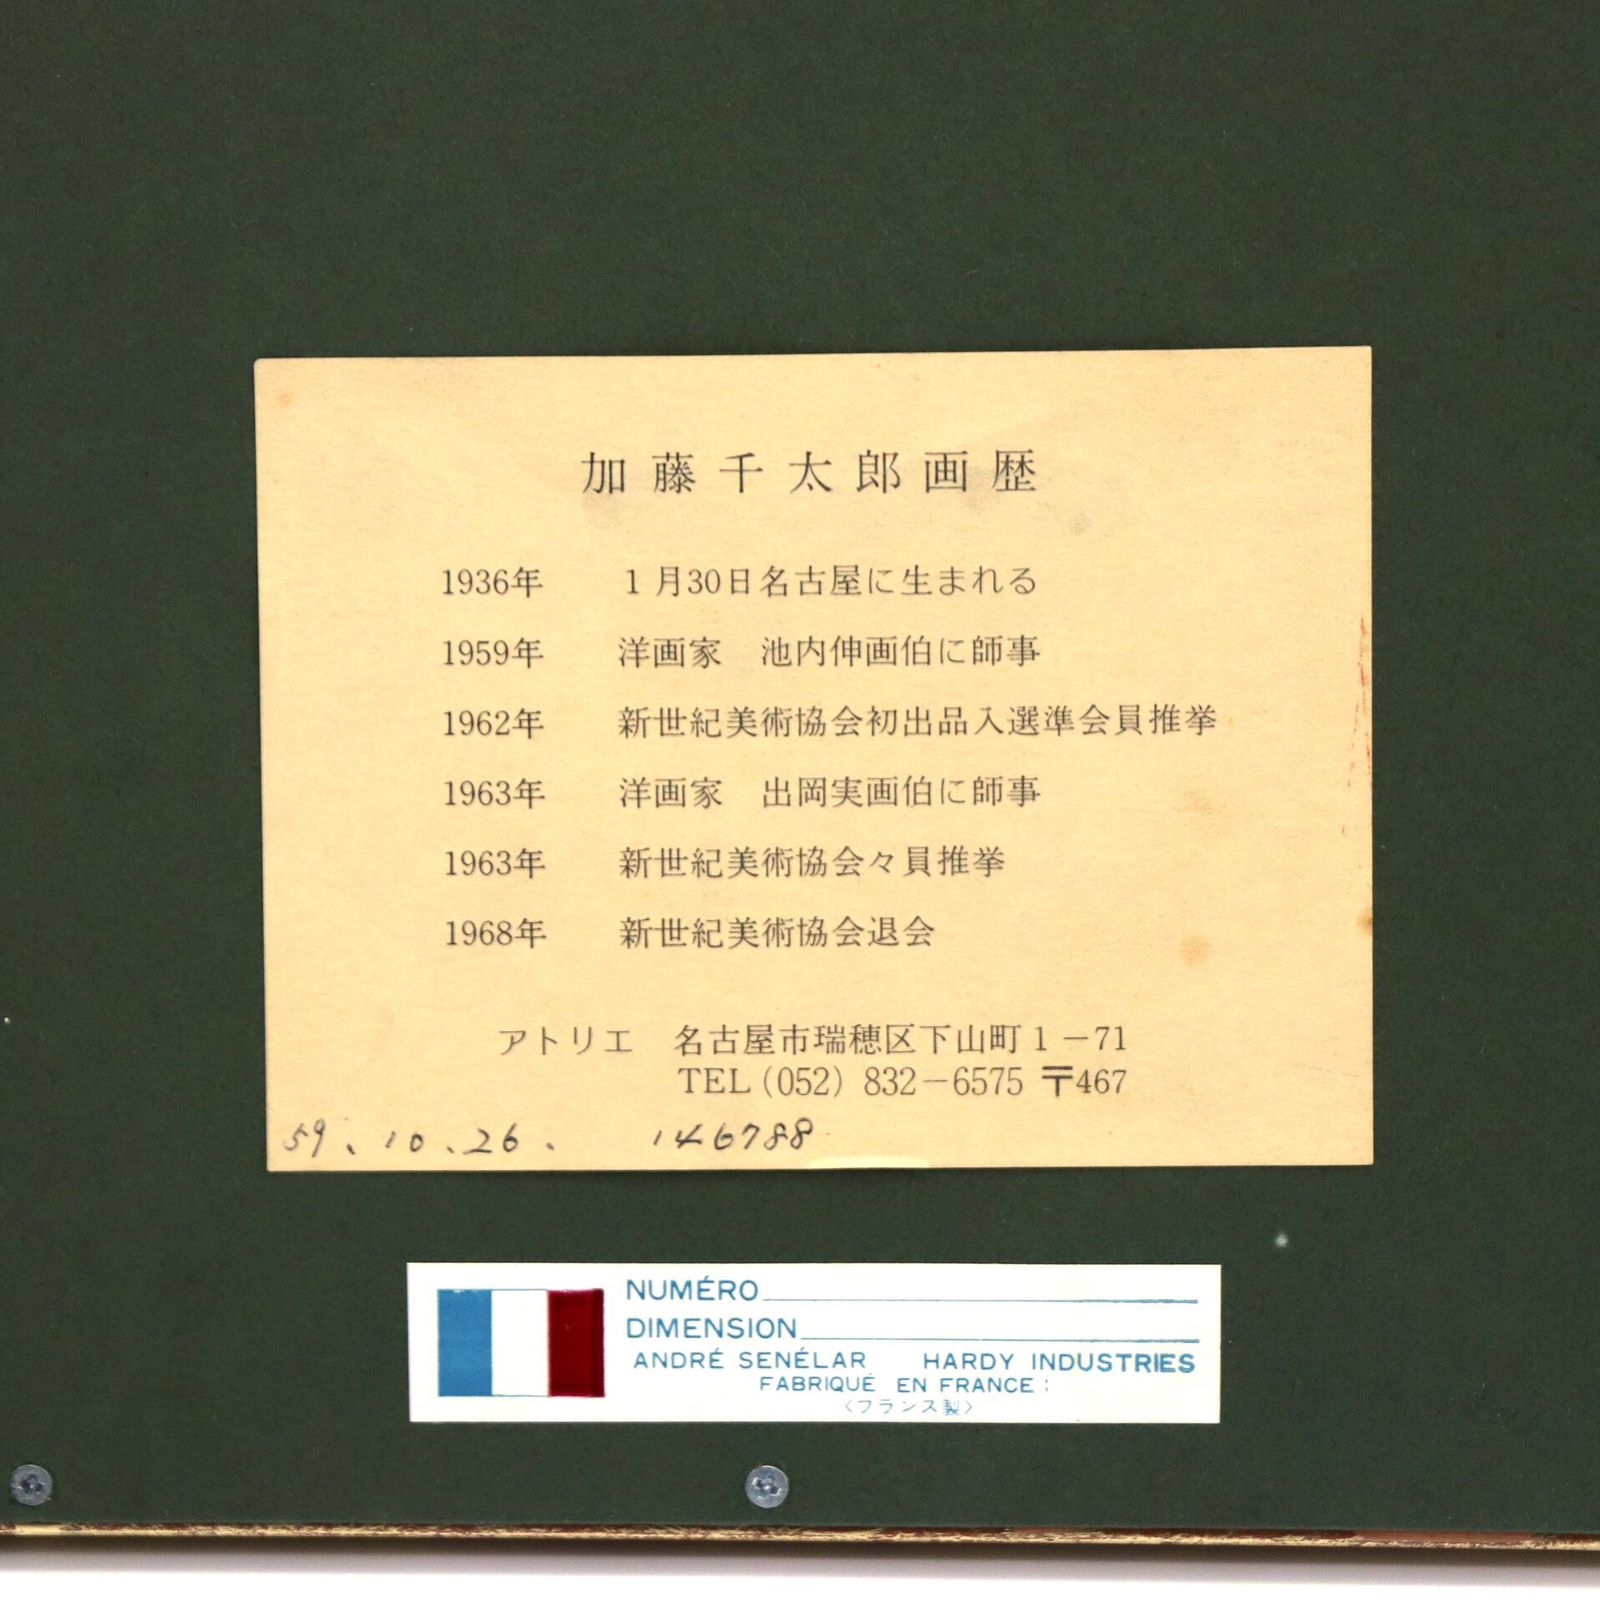 加藤千太郎画歴
1936年　1月30日名古屋に生まれる
1959年　洋画家　池内伸画伯に師事
1962年　新世紀美術協会初出品入選準会員推挙
1963年　洋画家　出岡実画伯に師事
1963年　新世紀美術協会々員推挙
1968年　新世紀美術協会退会
アトリエ　名古屋市瑞穂区下山町1－71
TEL（052）832－6575 〒467
59、10、26. 146788
NUMÉRO
DIMENSION
ANDRÉ SENÉLAR HARDY INDUSTRIES
FABRIQUÉ EN FRANCE :
〈フランス製〉